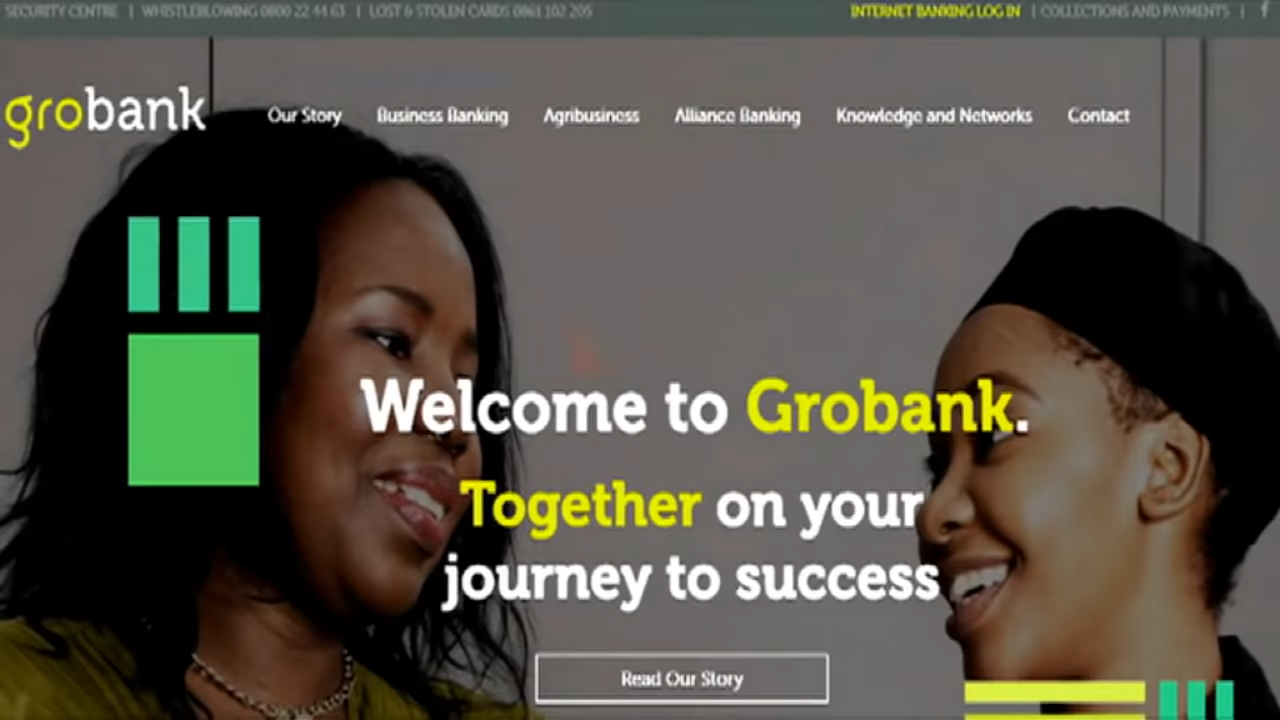 SECURITY CENTRE | WHISTLEBLOWING 0800 22 44 63 | LOST & STOLEN CARDS 0861 102 205
INTERNET BANKING LOG IN | COLLECTIONS AND PAYMENTS | f
grobank
Our Story Business Banking Agribusiness Alliance Banking Knowledge and Networks Contact
Welcome to Grobank.
Together on your
journey to success
Read Our Story